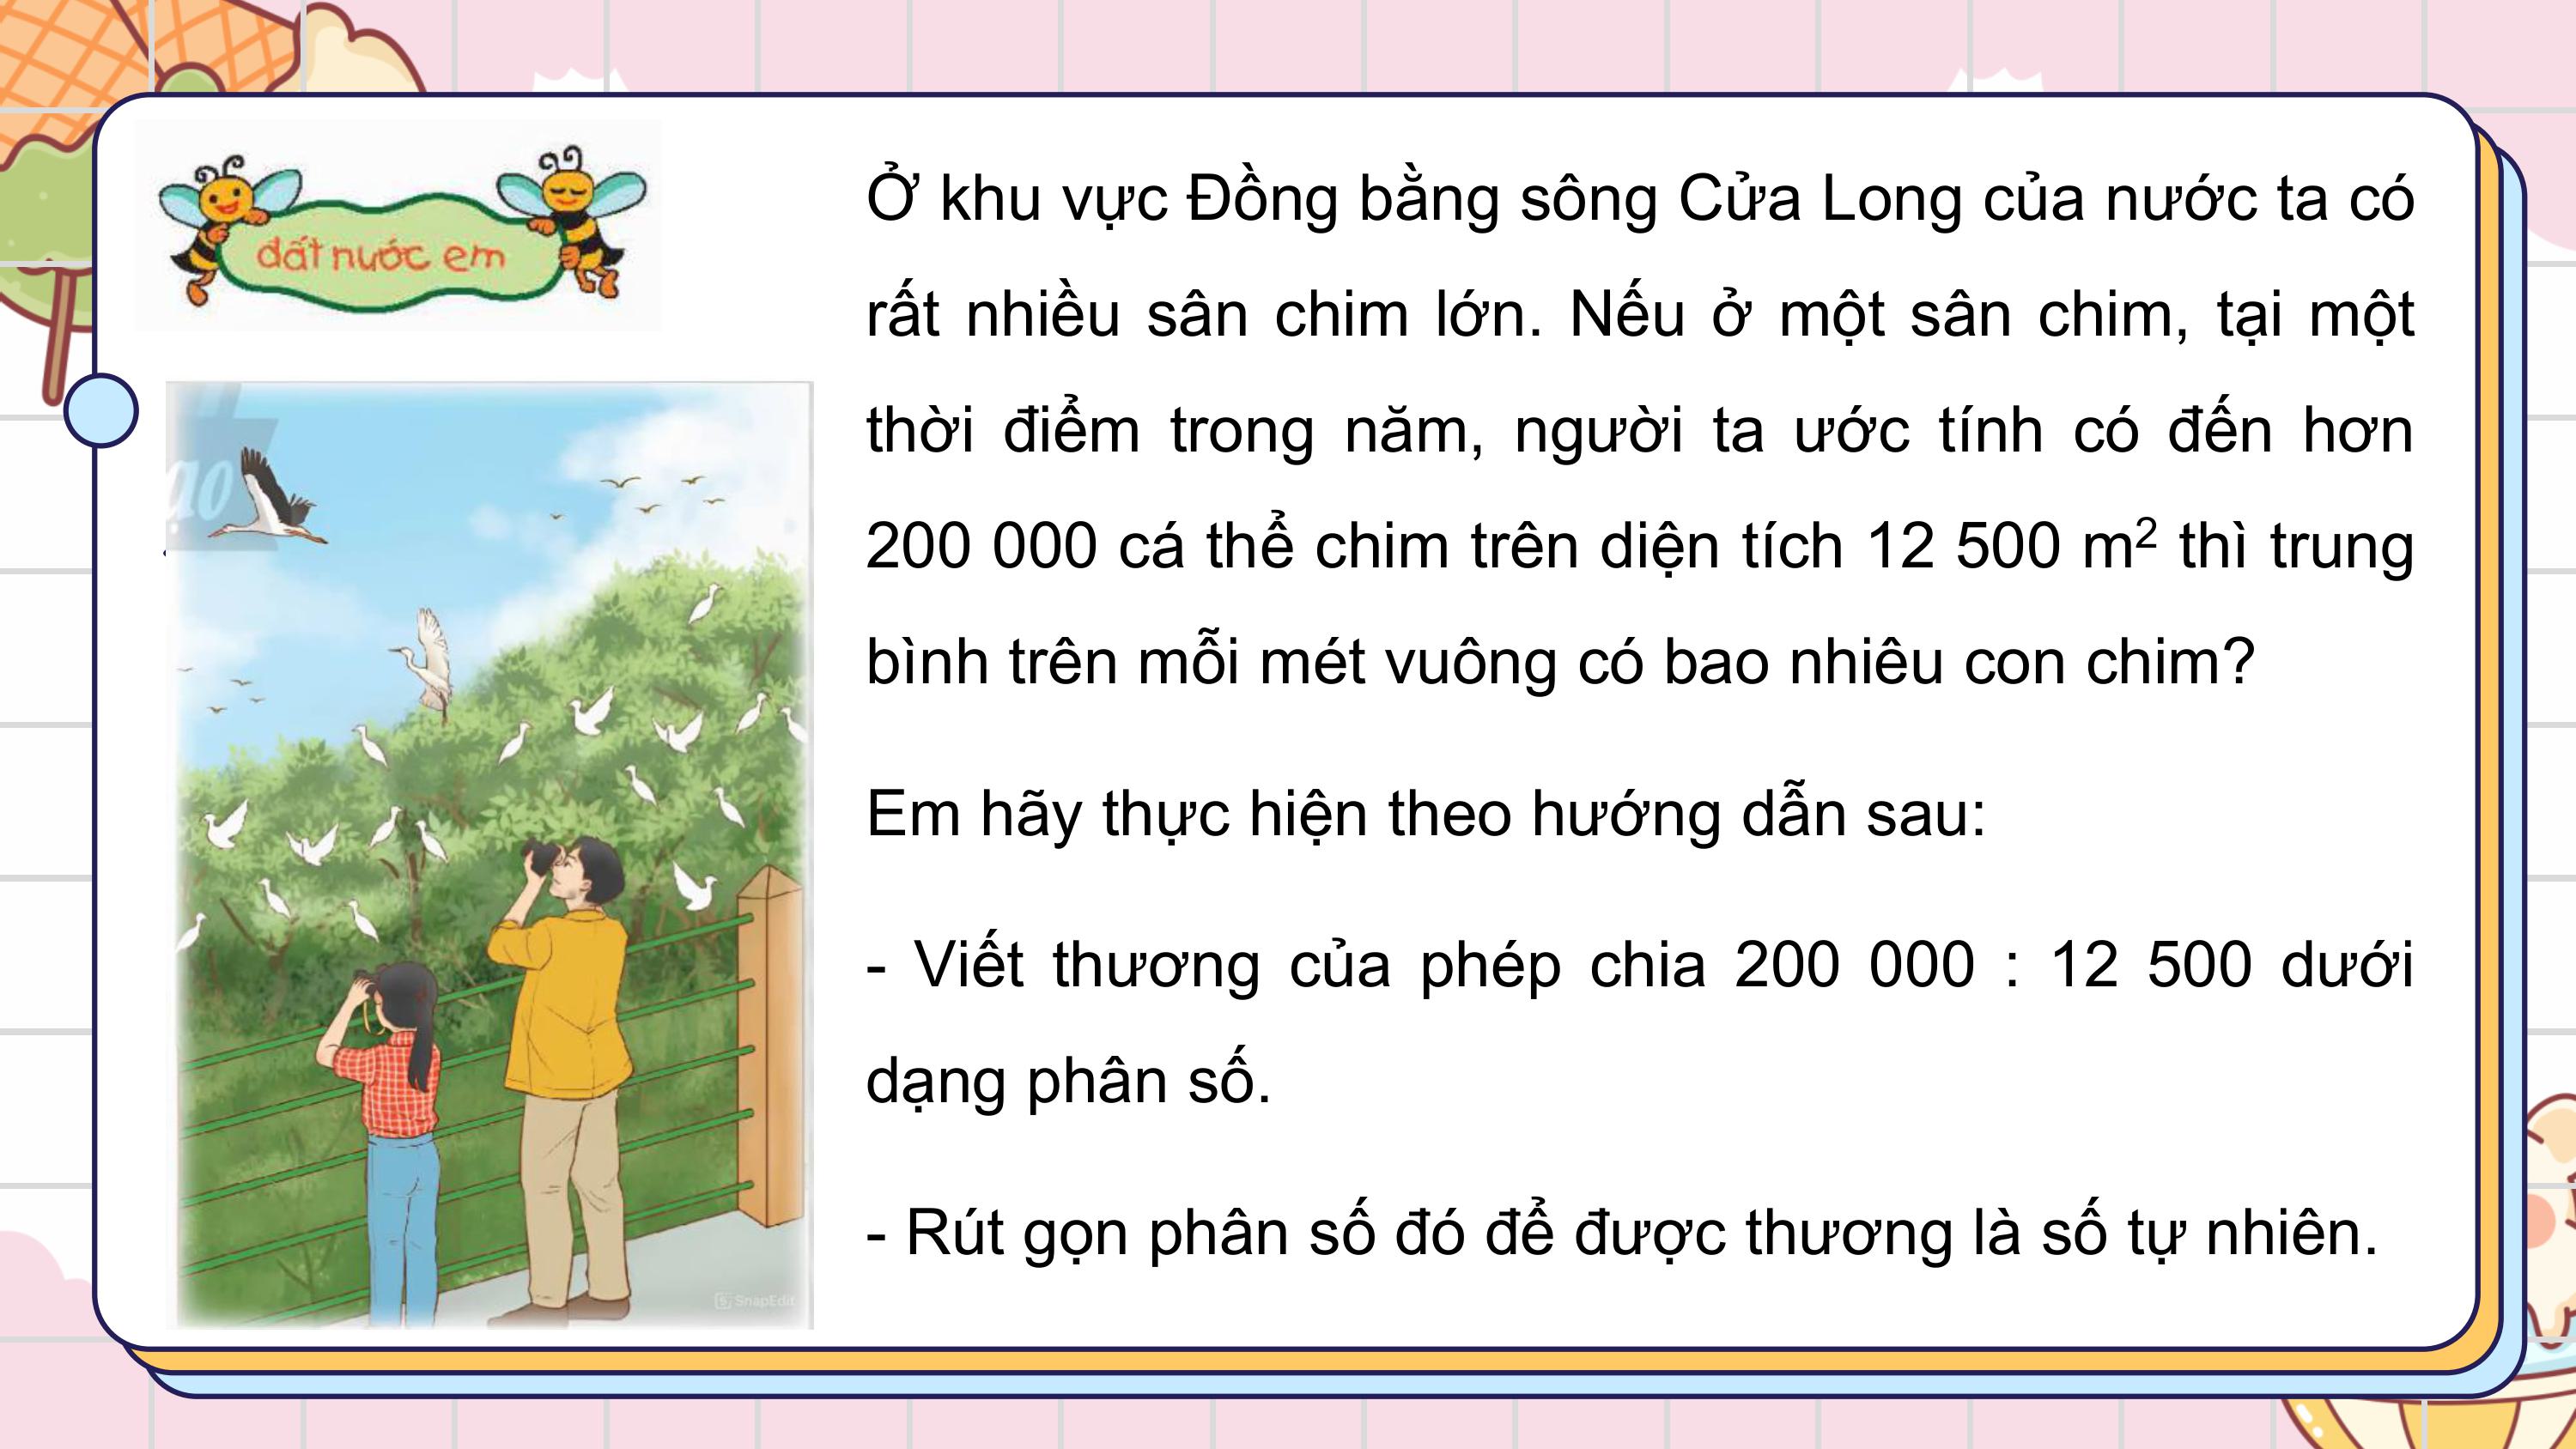 đất nước em
Ở khu vực Đồng bằng sông Cửa Long của nước ta có
rất nhiều sân chim lớn. Nếu ở một sân chim, tại một
thời điểm trong năm, người ta ước tính có đến hơn
200 000 cá thể chim trên diện tích 12 500 m² thì trung
bình trên mỗi mét vuông có bao nhiêu con chim?
Em hãy thực hiện theo hướng dẫn sau:
- Viết thương của phép chia 200 000 : 12 500 dưới
dạng phân số.
- Rút gọn phân số đó để được thương là số tự nhiên.
ạo
SnapEdit